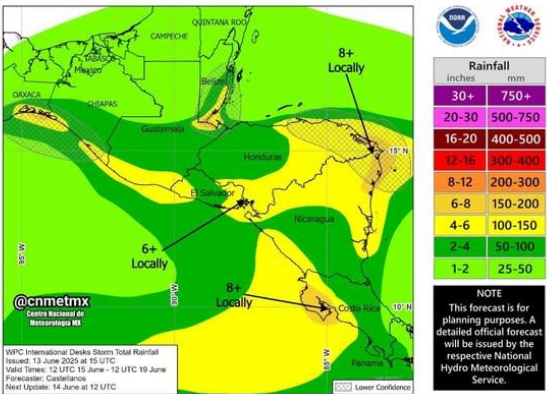 QUINTANA ROO
CAMPECHE
8+
Locally
TABASCO
Mexico
Belize
OAXACA
CHIAPAS
Guatemala
15° N
Honduras
El Salvador
Nicaragua
6+
Locally
95° W
90° W
8+
Locally
@cnmetmx
Centro Nacional de
Meteorología MX
Costa Rica
10° N
85° W
Panama
WPC International Desks Storm Total Rainfall
Issued: 13 June 2025 at 15 UTC
Valid Times: 12 UTC 15 June - 12 UTC 19 June
Forecaster: Castellanos
Next Update: 14 June at 12 UTC
Lower Confidence
NOAA
NATIONAL WEATHER SERVICE
Rainfall
inches mm
30+ 750+
20-30 500-750
16-20 400-500
12-16 300-400
8-12 200-300
6-8 150-200
4-6 100-150
2-4 50-100
1-2 25-50
NOTE
This forecast is for
planning purposes. A
detailed official forecast
will be issued by the
respective National
Hydro Meteorological
Service.